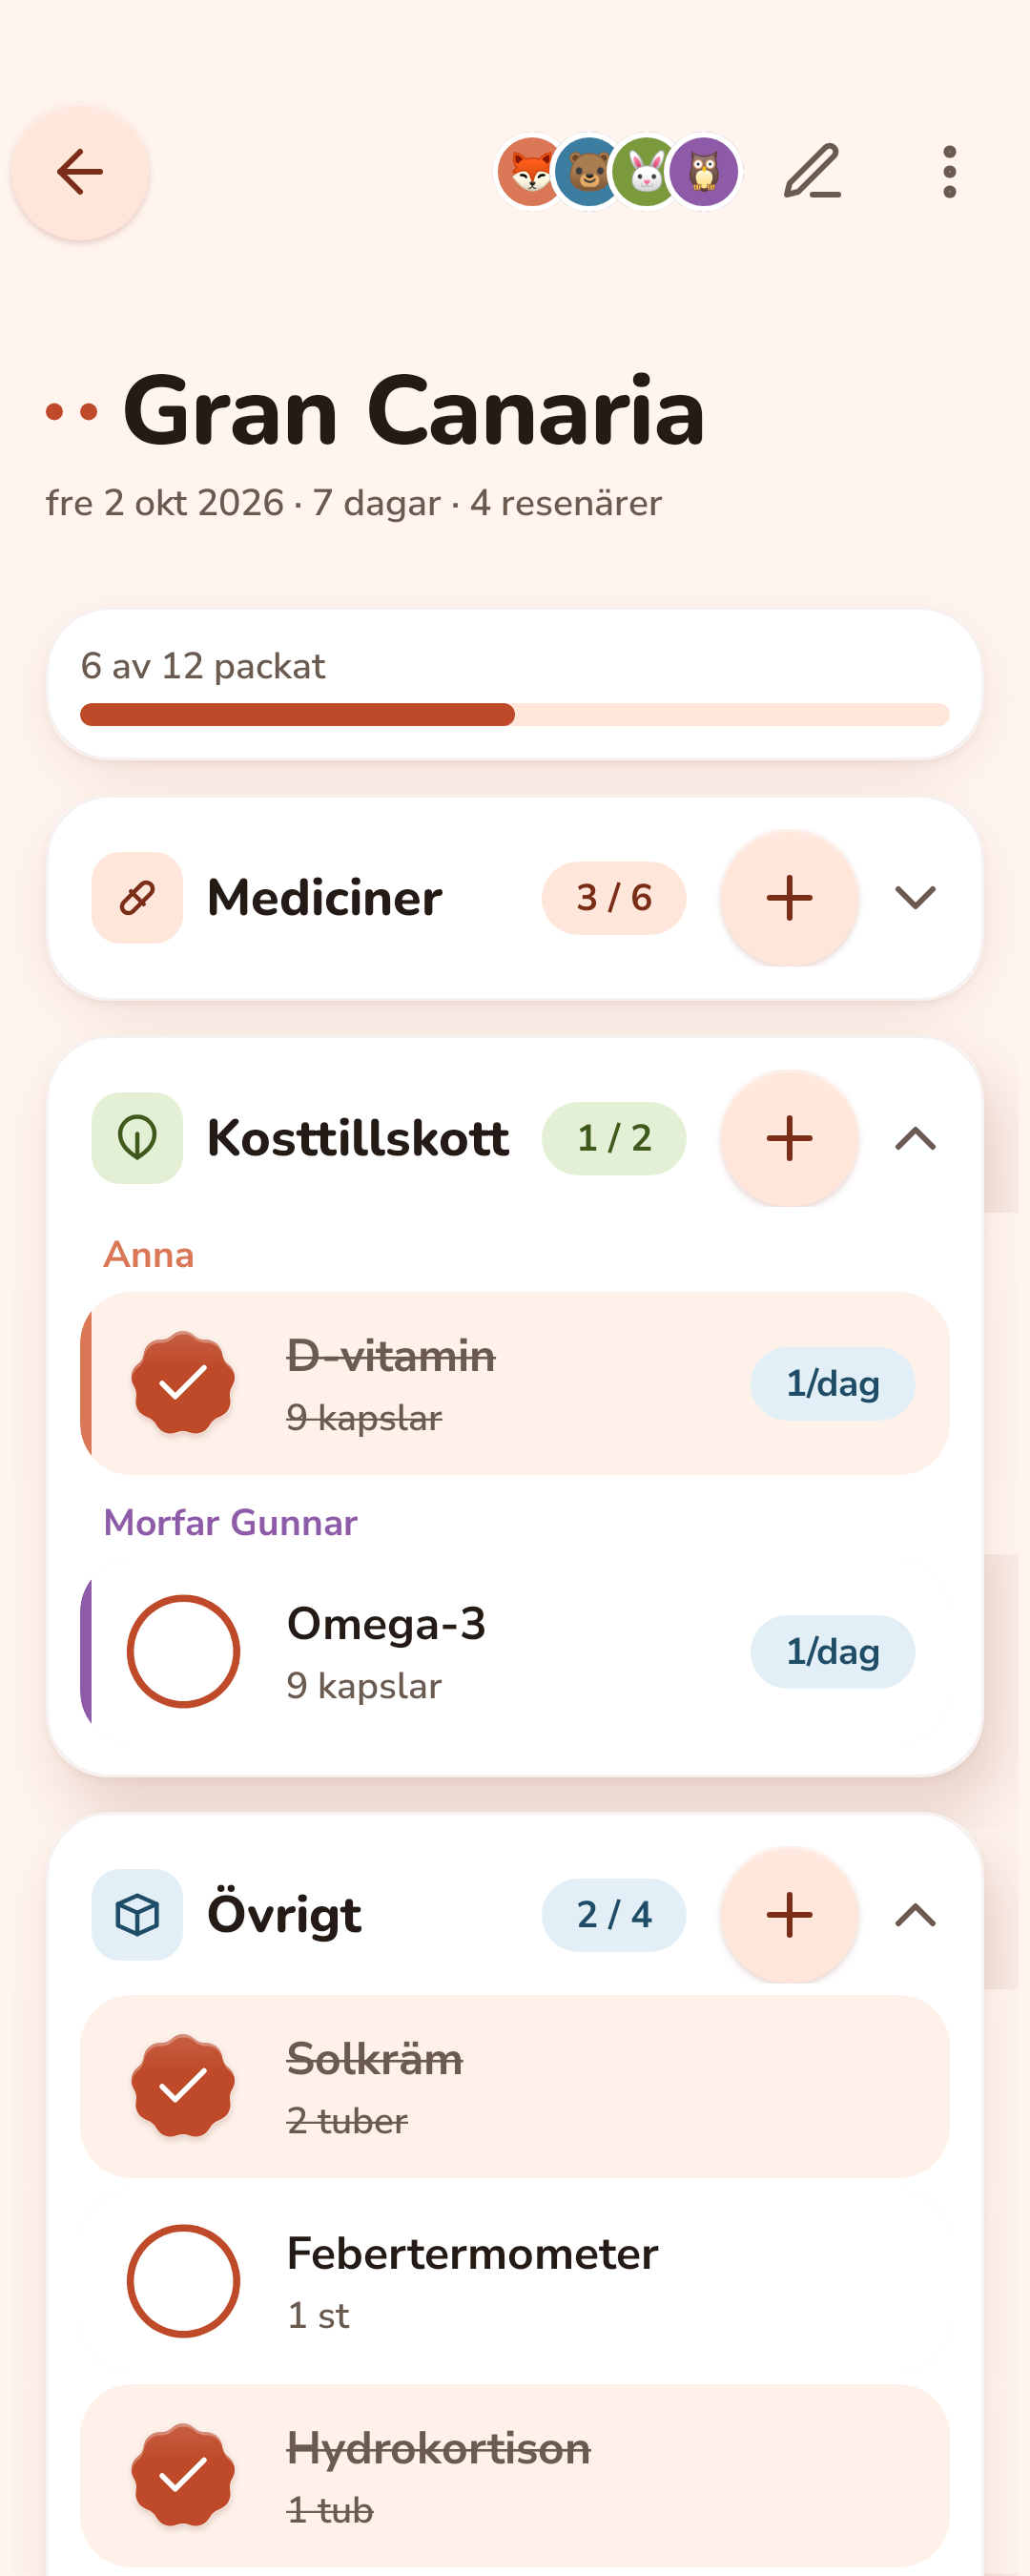 Gran Canaria
fre 2 okt 2026 · 7 dagar · 4 resenärer
6 av 12 packat
Mediciner 3 / 6
Kosttillskott 1 / 2
Anna
D-vitamin
9 kapslar
1/dag
Morfar Gunnar
Omega-3
9 kapslar
1/dag
Övrigt 2 / 4
Solkräm
2 tuber
Febertermometer
1 st
Hydrokortison
1 tub